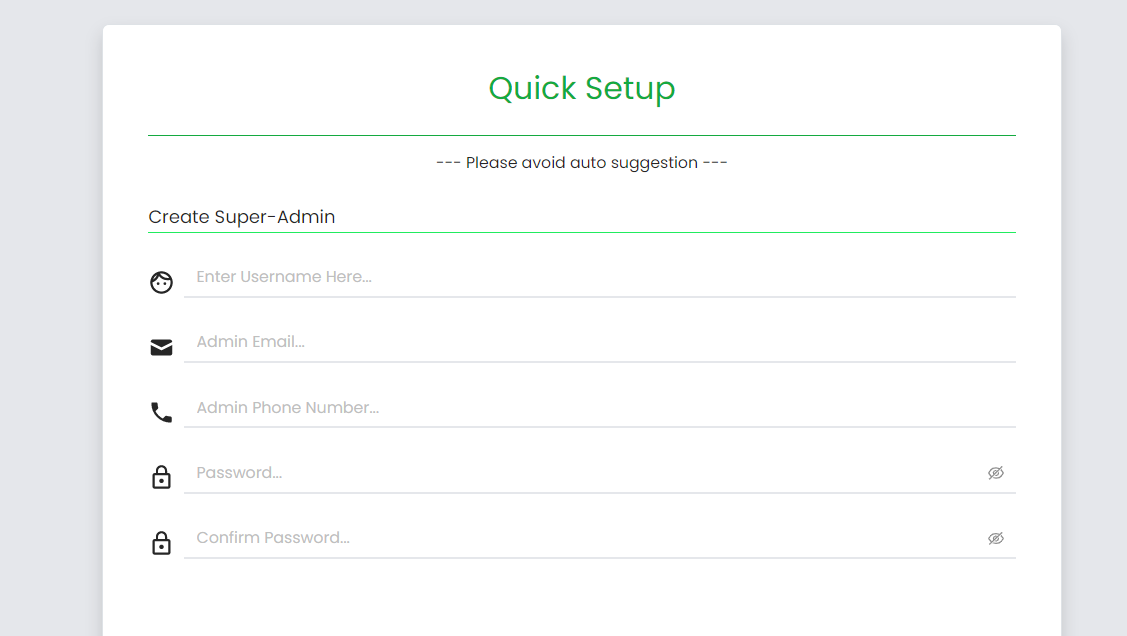 Quick Setup
--- Please avoid auto suggestion ---
Create Super-Admin
Enter Username Here...
Admin Email...
Admin Phone Number...
Password...
Confirm Password...